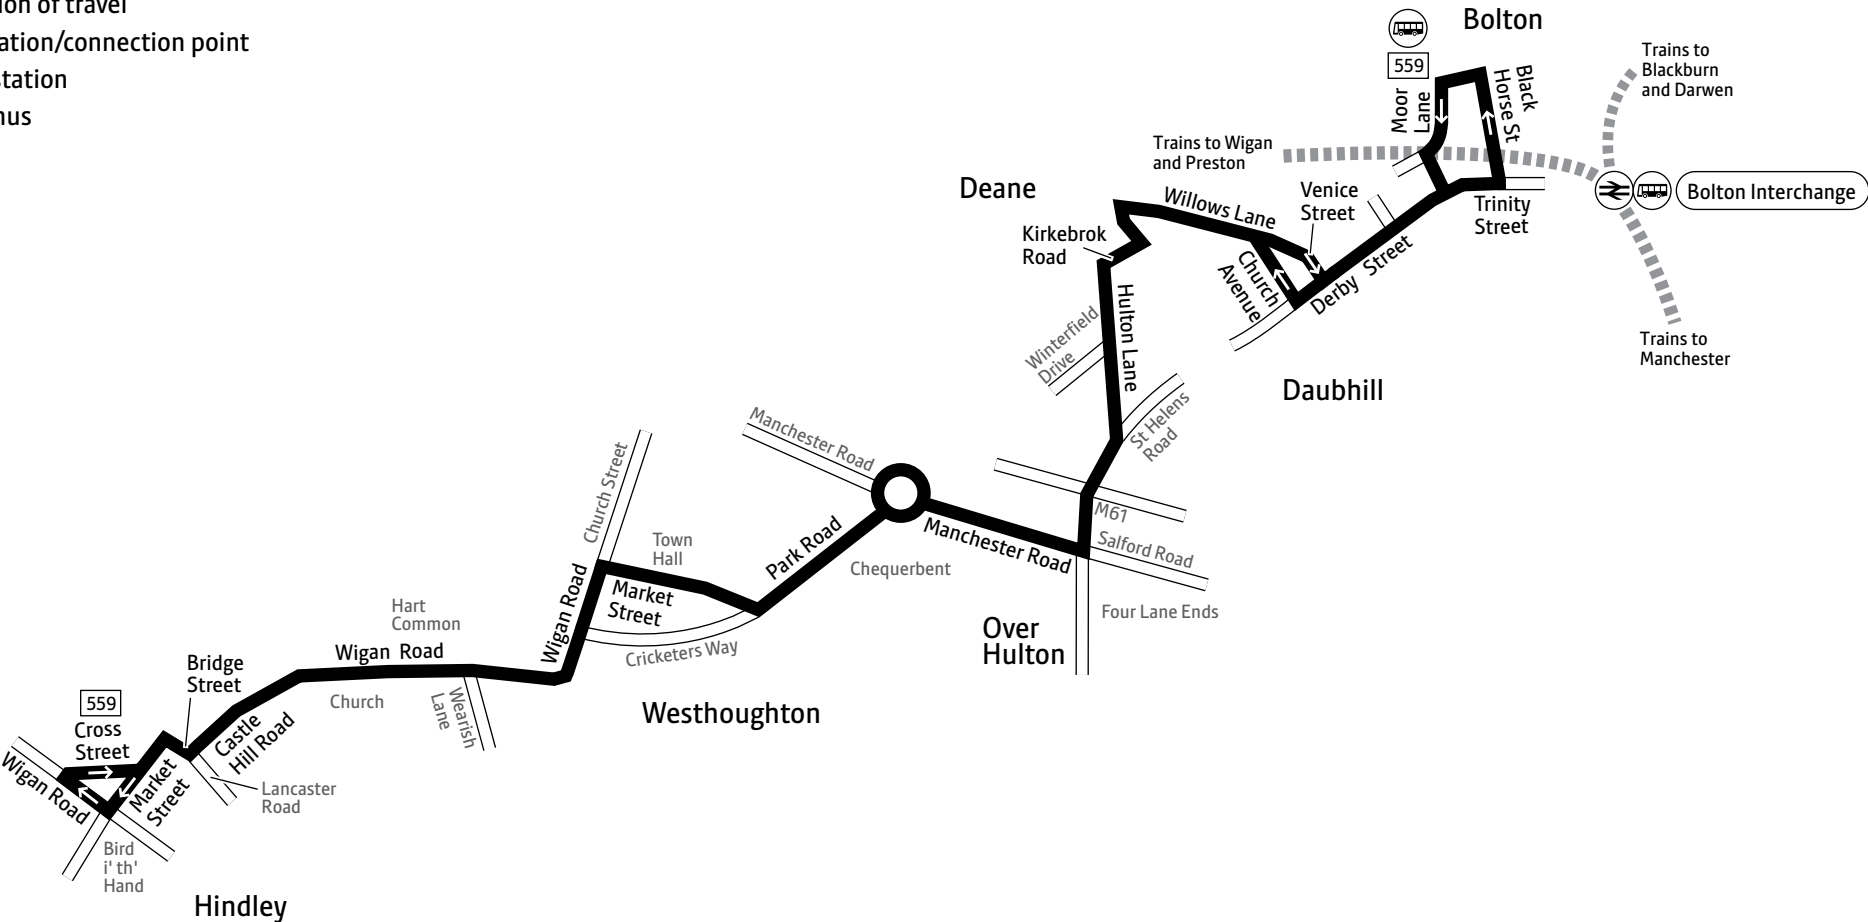 of travel
/connection point
Bolton
559
Moor
Lane
Black
Horse St
Trains to
Blackburn
and Darwen
Trains to Wigan
and Preston
Bolton Interchange
Trinity
Street
Trains to
Manchester
Deane
Willows Lane
Venice
Street
Kirkebrok
Road
Church
Avenue
Derby Street
Hulton Lane
Winterfield
Drive
St Helens
Road
Daubhill
Manchester Road
M61
Salford Road
Manchester Road
Chequerbent
Park Road
Four Lane Ends
Over
Hulton
Church Street
Town
Hall
Market
Street
Cricketers Way
Wigan Road
Westhoughton
Hart
Common
Wigan Road
Church
Wearish
Lane
Bridge
Street
Castle
Hill Road
559
Cross
Street
Market
Street
Wigan Road
Lancaster
Road
Bird
i' th'
Hand
Hindley